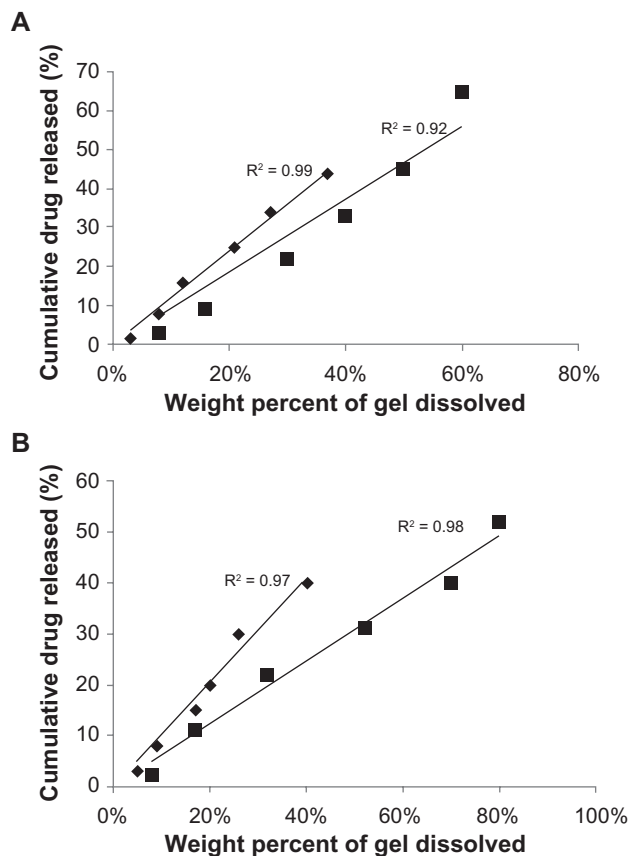 A
Cumulative drug released (%)
70
60
50
40
30
20
10
0
R² = 0.99
R² = 0.92
0% 20% 40% 60% 80%
Weight percent of gel dissolved
B
Cumulative drug released (%)
60
50
40
30
20
10
0
R² = 0.97
R² = 0.98
0% 20% 40% 60% 80% 100%
Weight percent of gel dissolved